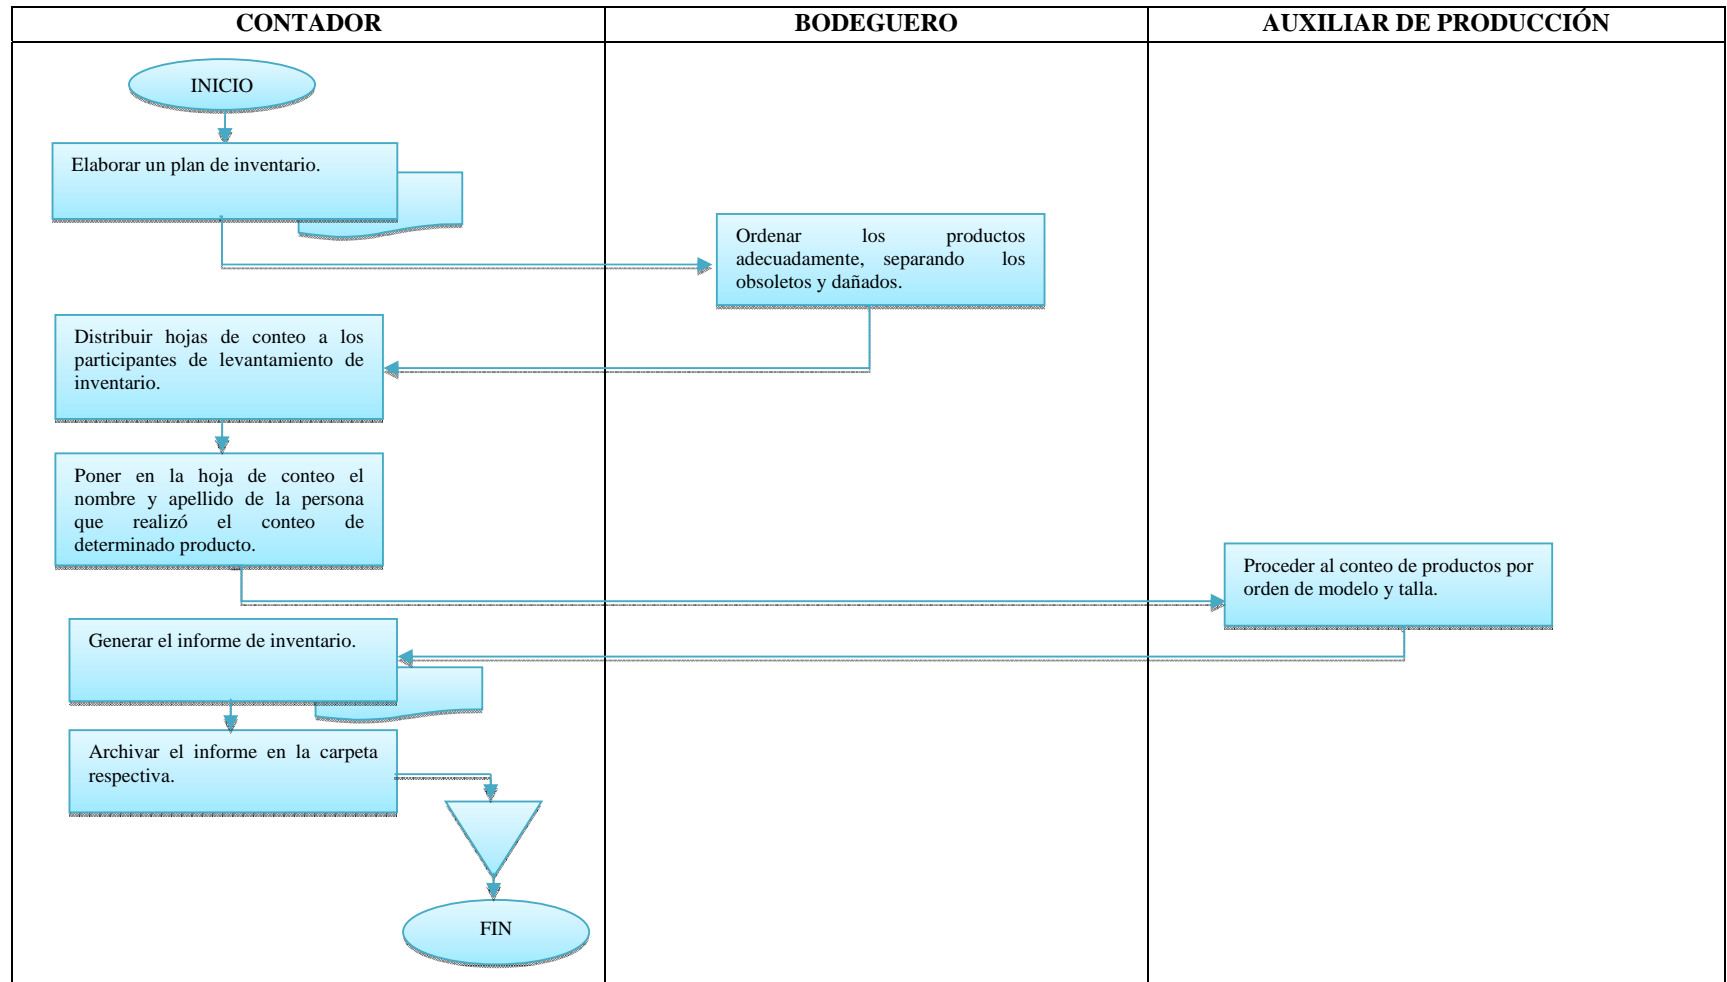 CONTADOR
BODEGUERO
AUXILIAR DE PRODUCCIÓN
INICIO
Elaborar un plan de inventario.
Ordenar los productos
adecuadamente, separando los
obsoletos y dañados.
Distribuir hojas de conteo a los
participantes de levantamiento de
inventario.
Poner en la hoja de conteo el
nombre y apellido de la persona
que realizó el conteo de
determinado producto.
Proceder al conteo de productos por
orden de modelo y talla.
Generar el informe de inventario.
Archivar el informe en la carpeta
respectiva.
FIN